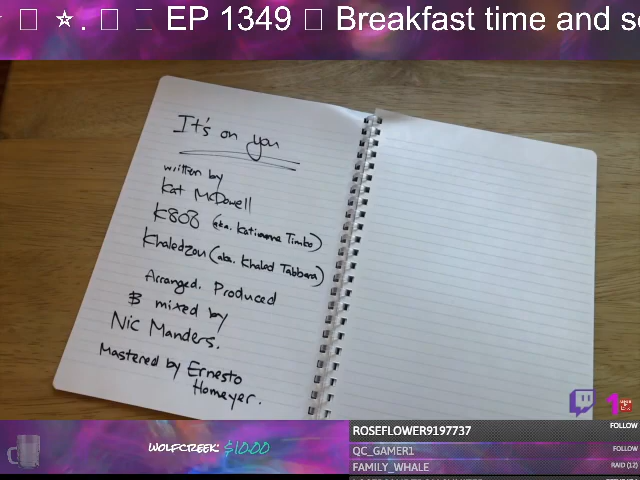 EP 1349
Breakfast time and s
It's on you
written by
Kat McDowell
K808 (aka. Katianna Timko)
Khaledzou (aka. Khaled Tabbara)
Arranged, Produced
& mixed by
Nic Manders.
Mastered by Ernesto
Homeyer.
WOLFCREEK: $10.00
ROSEFLOWER9197737 FOLLOW
QC_GAMER1 FOLLOW
FAMILY_WHALE RAID (12)